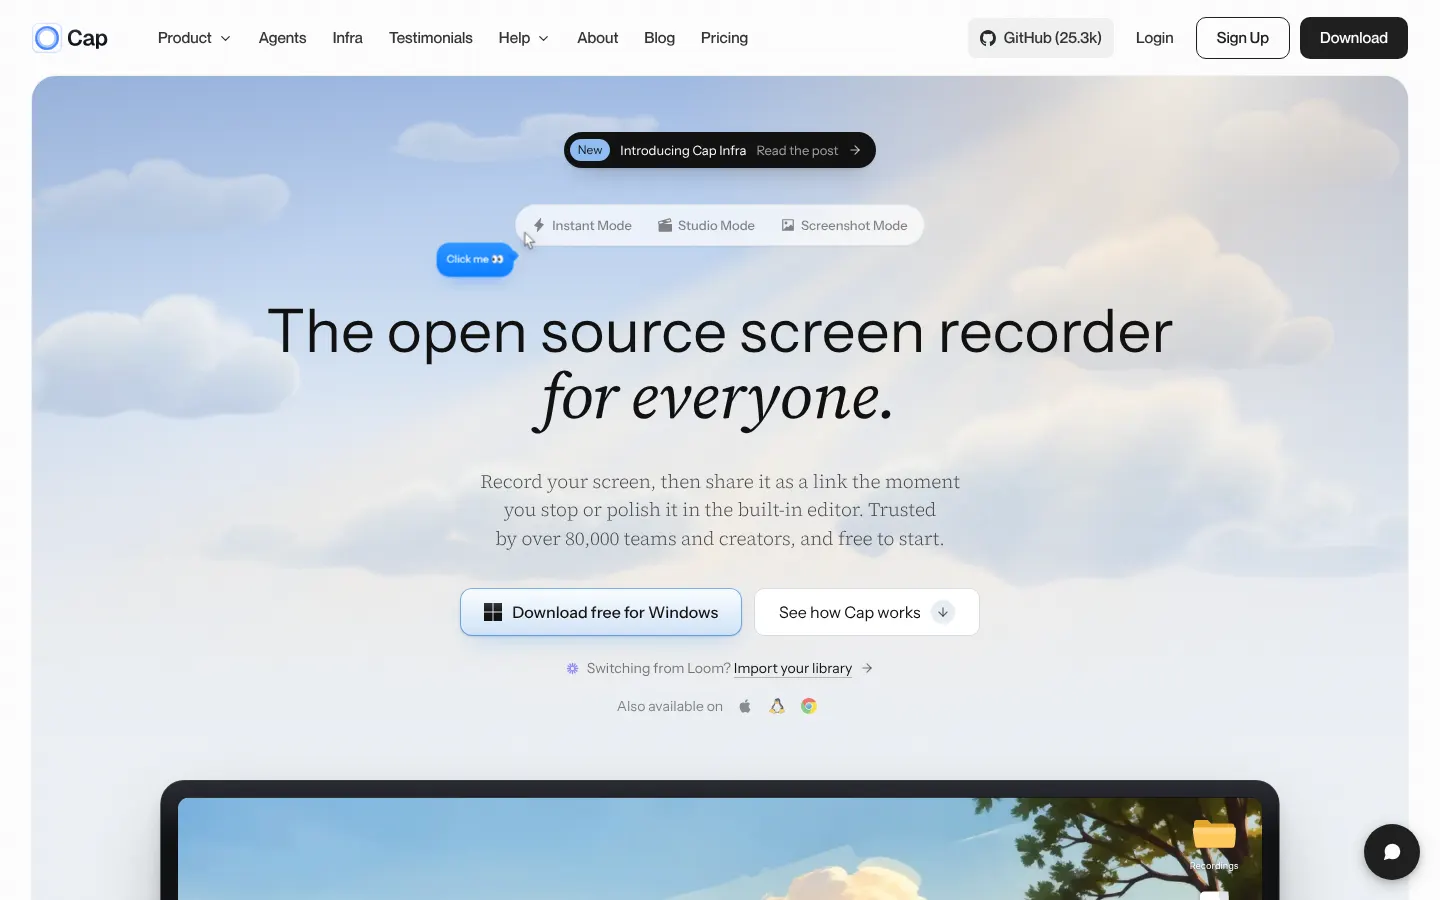 Cap
Product
Agents
Infra
Testimonials
Help
About
Blog
Pricing
GitHub (25.3k)
Login
Sign Up
Download
New Introducing Cap Infra Read the post →
Instant Mode
Studio Mode
Screenshot Mode
Click me 👀
The open source screen recorder
for everyone.
Record your screen, then share it as a link the moment
you stop or polish it in the built-in editor. Trusted
by over 80,000 teams and creators, and free to start.
Download free for Windows
See how Cap works
Switching from Loom? Import your library →
Also available on
Recordings